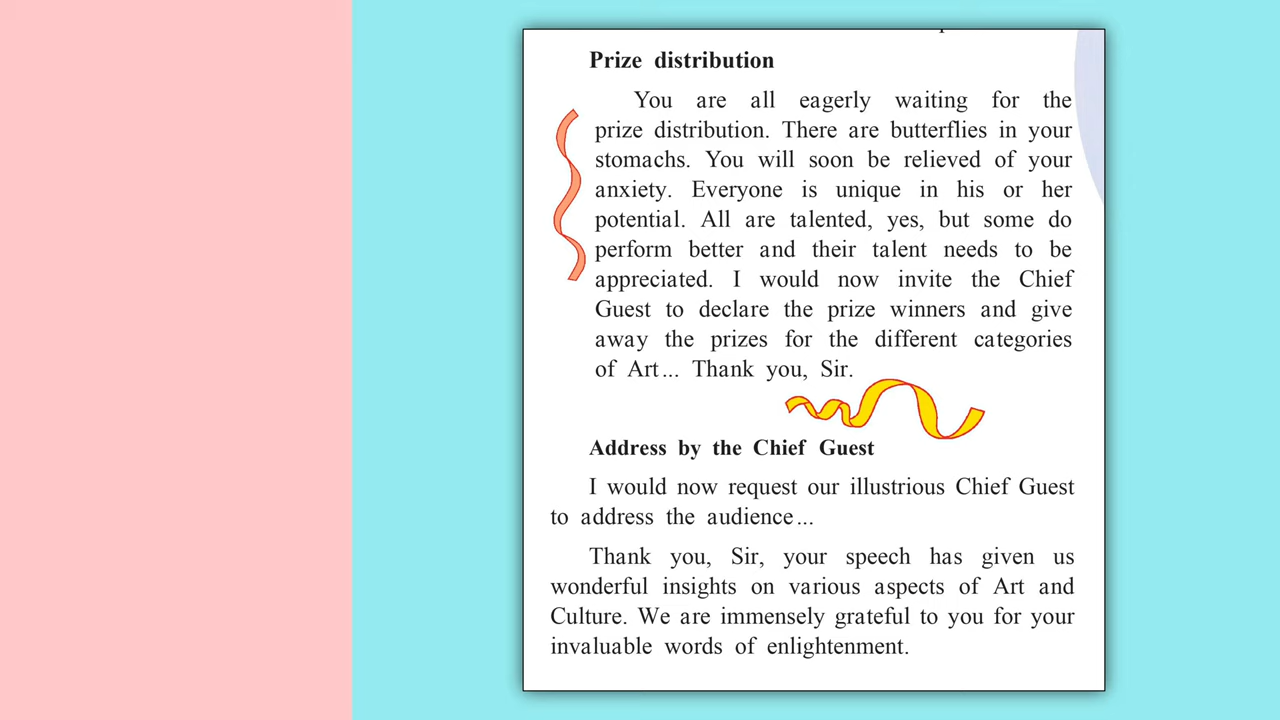 Prize distribution
You are all eagerly waiting for the
prize distribution. There are butterflies in your
stomachs. You will soon be relieved of your
anxiety. Everyone is unique in his or her
potential. All are talented, yes, but some do
perform better and their talent needs to be
appreciated. I would now invite the Chief
Guest to declare the prize winners and give
away the prizes for the different categories
of Art... Thank you, Sir.
Address by the Chief Guest
I would now request our illustrious Chief Guest
to address the audience...
Thank you, Sir, your speech has given us
wonderful insights on various aspects of Art and
Culture. We are immensely grateful to you for your
invaluable words of enlightenment.